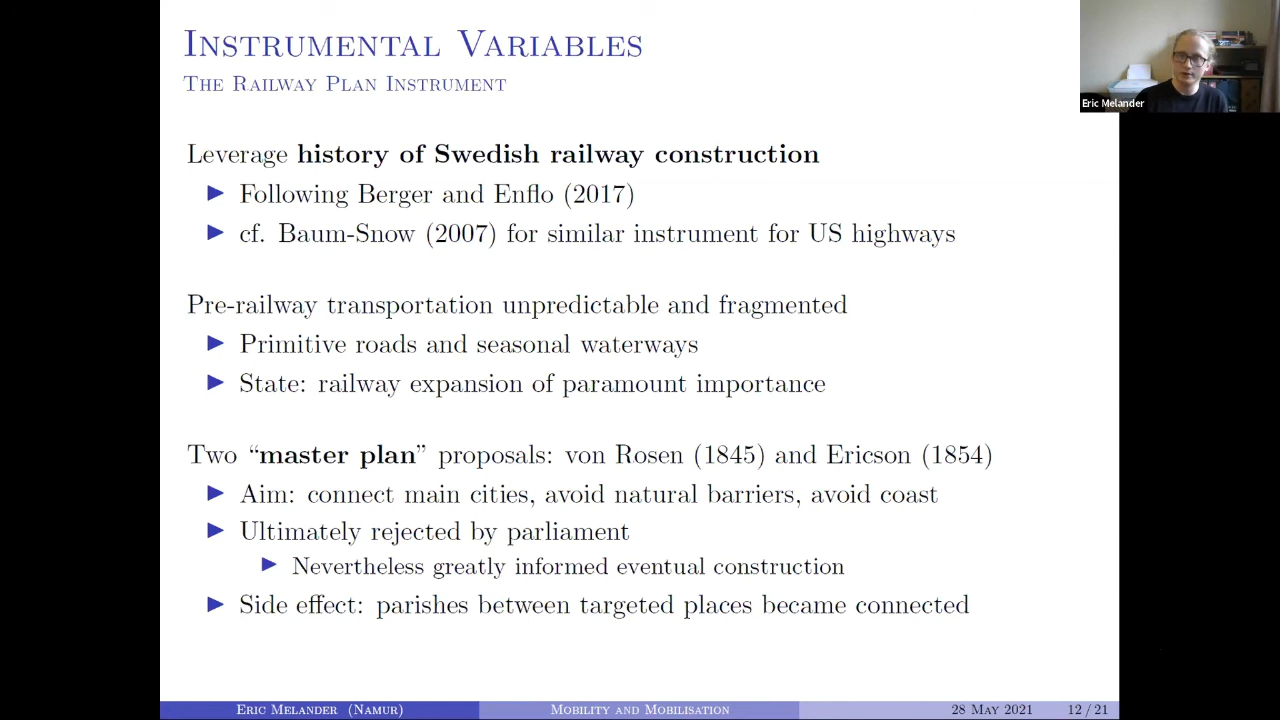 Instrumental Variables
The Railway Plan Instrument
Eric Melander
Leverage history of Swedish railway construction
▶ Following Berger and Enflo (2017)
▶ cf. Baum-Snow (2007) for similar instrument for US highways
Pre-railway transportation unpredictable and fragmented
▶ Primitive roads and seasonal waterways
▶ State: railway expansion of paramount importance
Two “master plan” proposals: von Rosen (1845) and Ericson (1854)
▶ Aim: connect main cities, avoid natural barriers, avoid coast
▶ Ultimately rejected by parliament
▶ Nevertheless greatly informed eventual construction
▶ Side effect: parishes between targeted places became connected
Eric Melander (Namur) Mobility and Mobilisation 28 May 2021 12 / 21